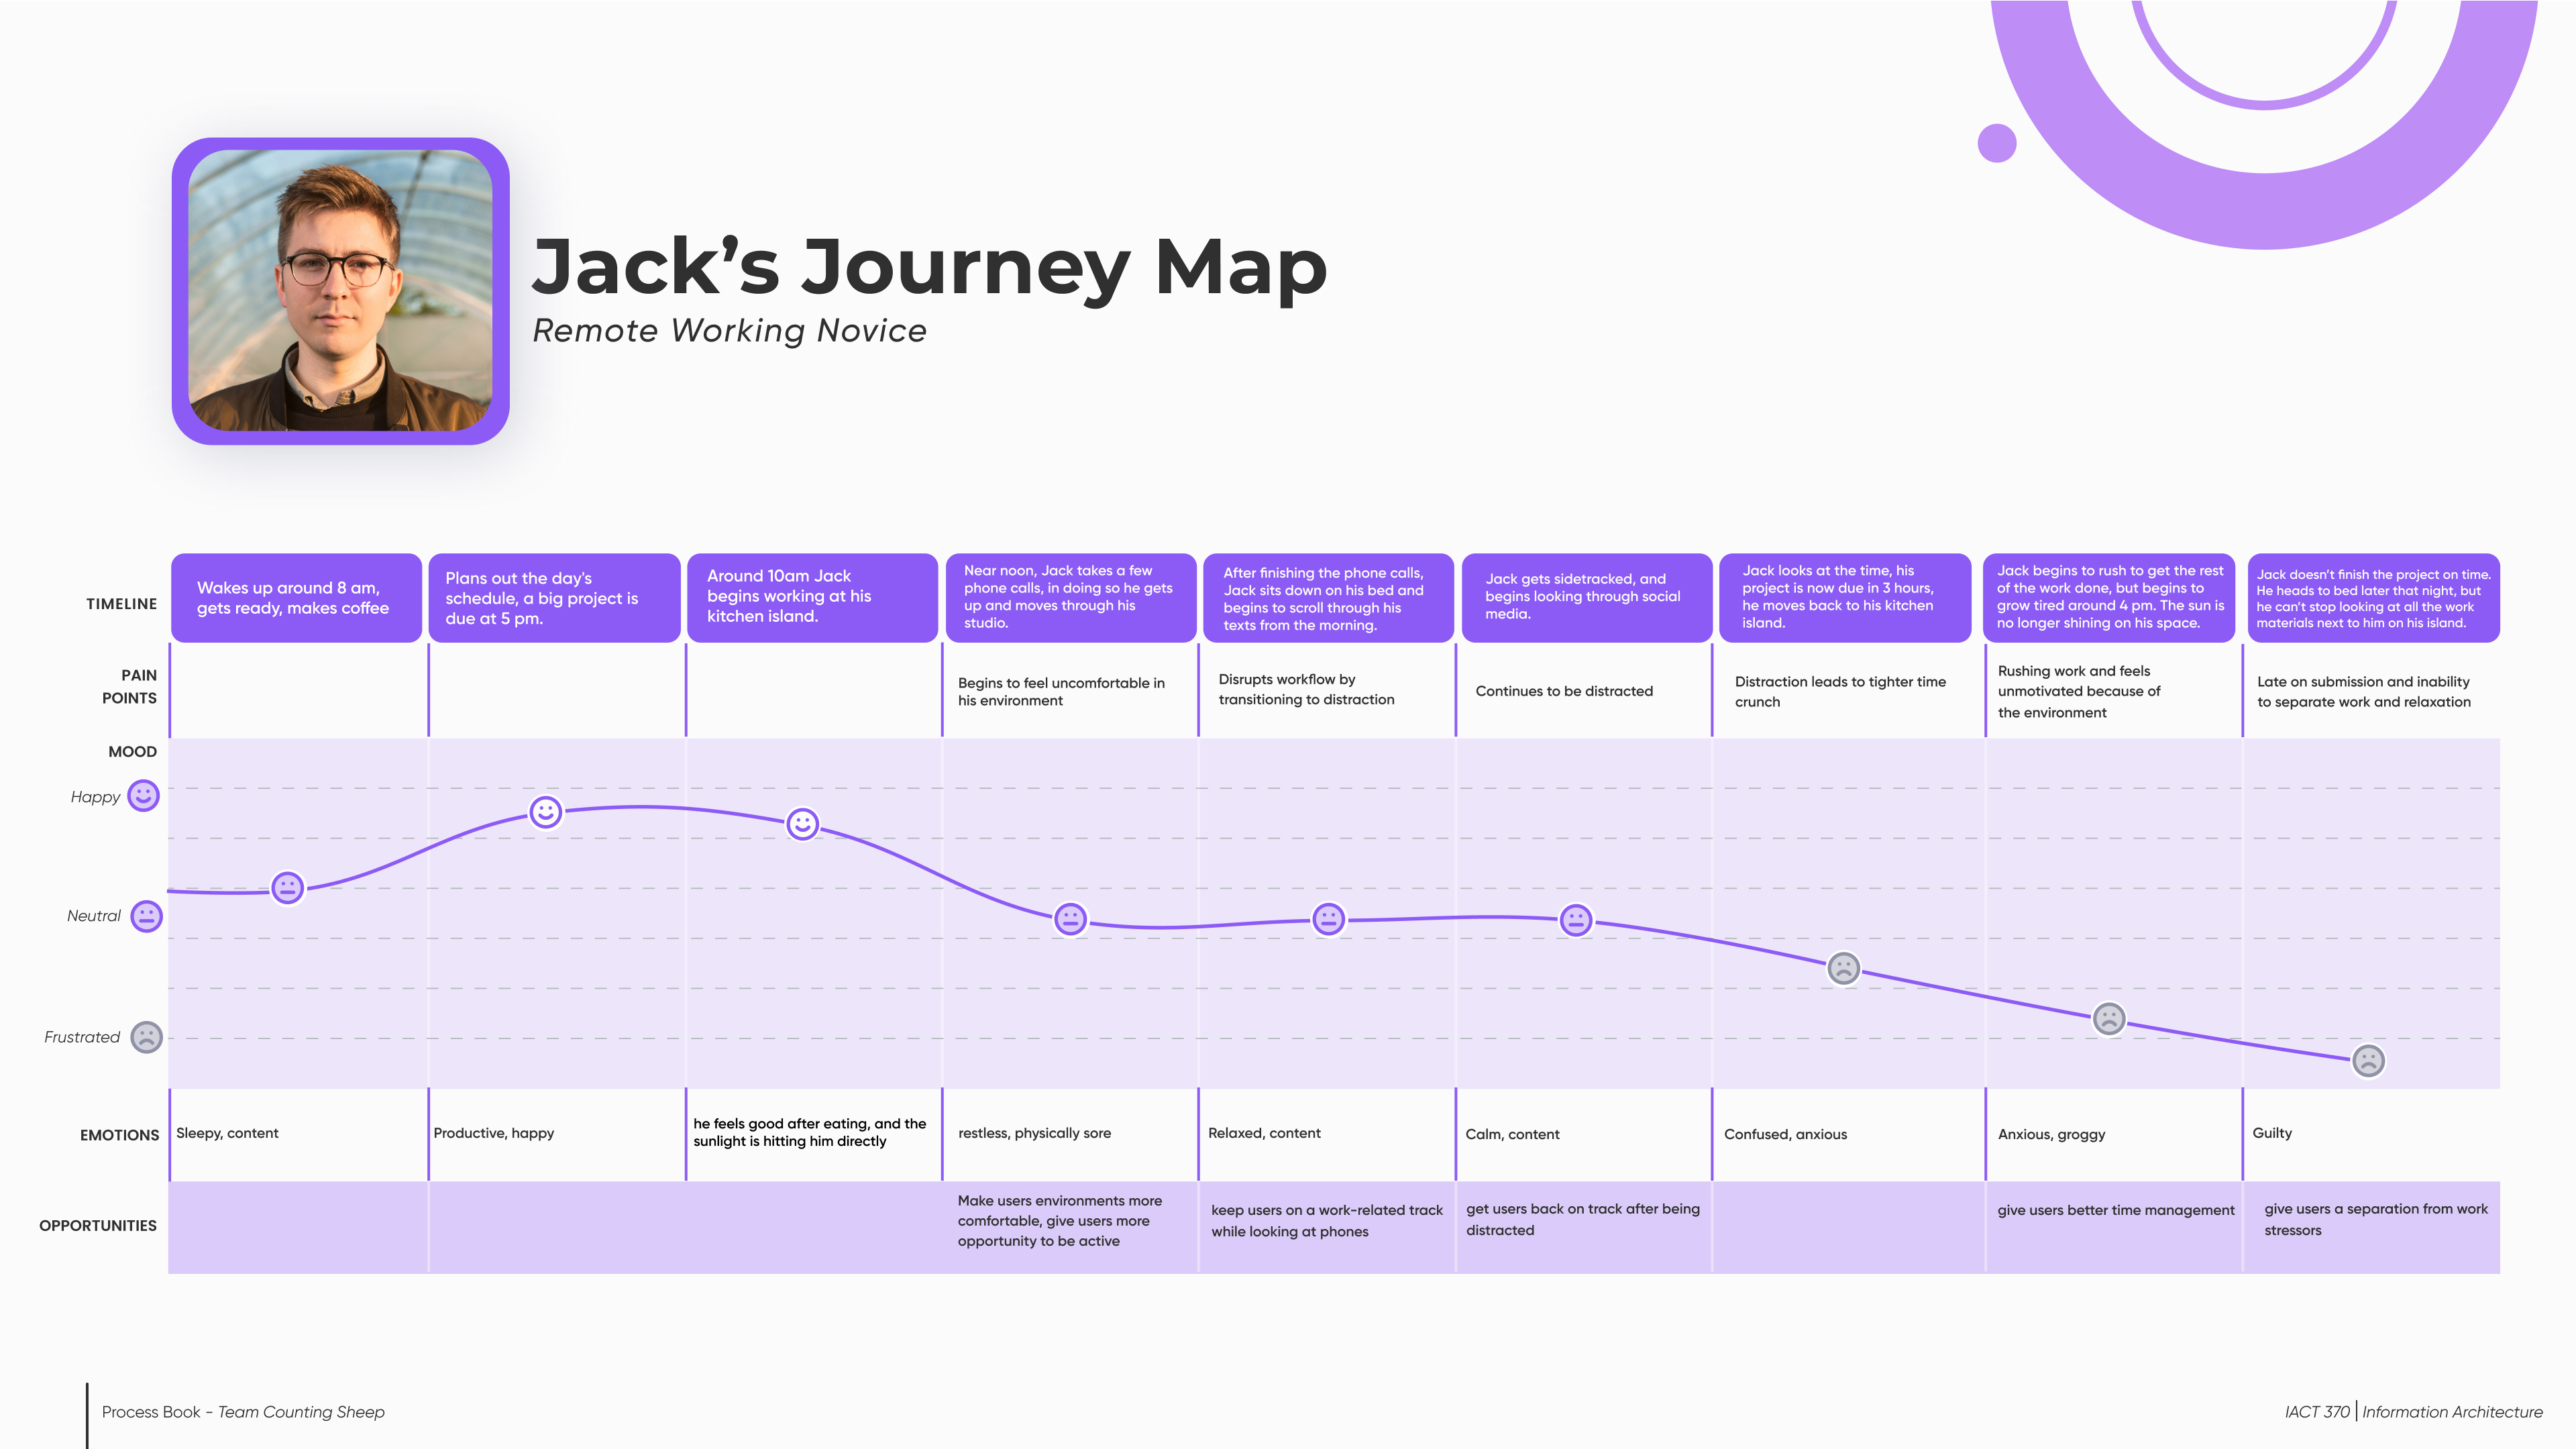 Jack’s Journey Map
Remote Working Novice
TIMELINE
Wakes up around 8 am,
gets ready, makes coffee
Plans out the day's
schedule, a big project is
due at 5 pm.
Around 10am Jack
begins working at his
kitchen island.
Near noon, Jack takes a few
phone calls, in doing so he gets
up and moves through his
studio.
After finishing the phone calls,
Jack sits down on his bed and
begins to scroll through his
texts from the morning.
Jack gets sidetracked, and
begins looking through social
media.
Jack looks at the time, his
project is now due in 3 hours,
he moves back to his kitchen
island.
Jack begins to rush to get the rest
of the work done, but begins to
grow tired around 4 pm. The sun is
no longer shining on his space.
Jack doesn’t finish the project on time.
He heads to bed later that night, but
he can’t stop looking at all the work
materials next to him on his island.
PAIN
POINTS
Begins to feel uncomfortable in
his environment
Disrupts workflow by
transitioning to distraction
Continues to be distracted
Distraction leads to tighter time
crunch
Rushing work and feels
unmotivated because of
the environment
Late on submission and inability
to separate work and relaxation
MOOD
Happy
Neutral
Frustrated
EMOTIONS
Sleepy, content
Productive, happy
he feels good after eating, and the
sunlight is hitting him directly
restless, physically sore
Relaxed, content
Calm, content
Confused, anxious
Anxious, groggy
Guilty
OPPORTUNITIES
Make users environments more
comfortable, give users more
opportunity to be active
keep users on a work-related track
while looking at phones
get users back on track after being
distracted
give users better time management
give users a separation from work
stressors
Process Book - Team Counting Sheep
IACT 370 | Information Architecture